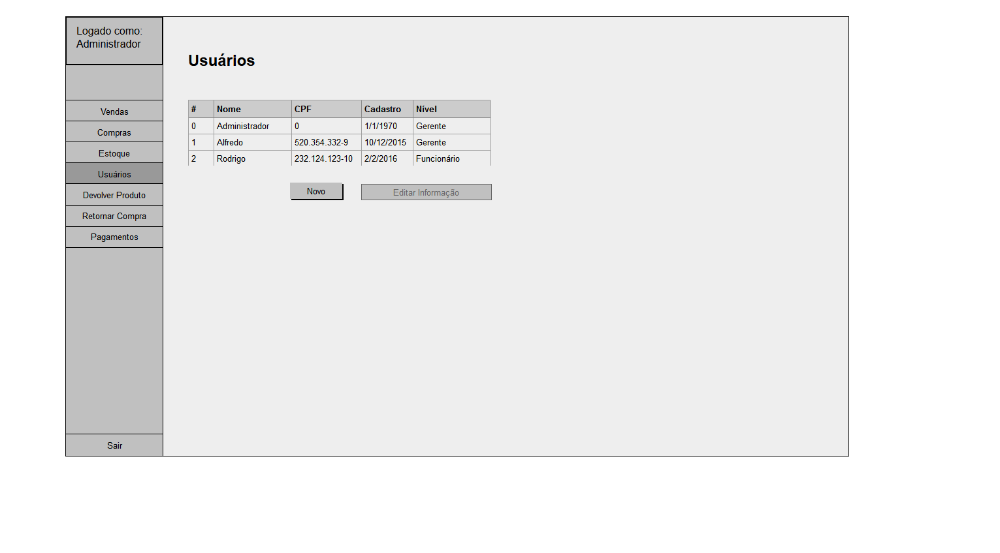 Logado como:
Administrador
Vendas
Compras
Estoque
Usuários
Devolver Produto
Retornar Compra
Pagamentos
Sair
Usuários
# Nome CPF Cadastro Nível
0 Administrador 0 1/1/1970 Gerente
1 Alfredo 520.354.332-9 10/12/2015 Gerente
2 Rodrigo 232.124.123-10 2/2/2016 Funcionário
Novo Editar Informação